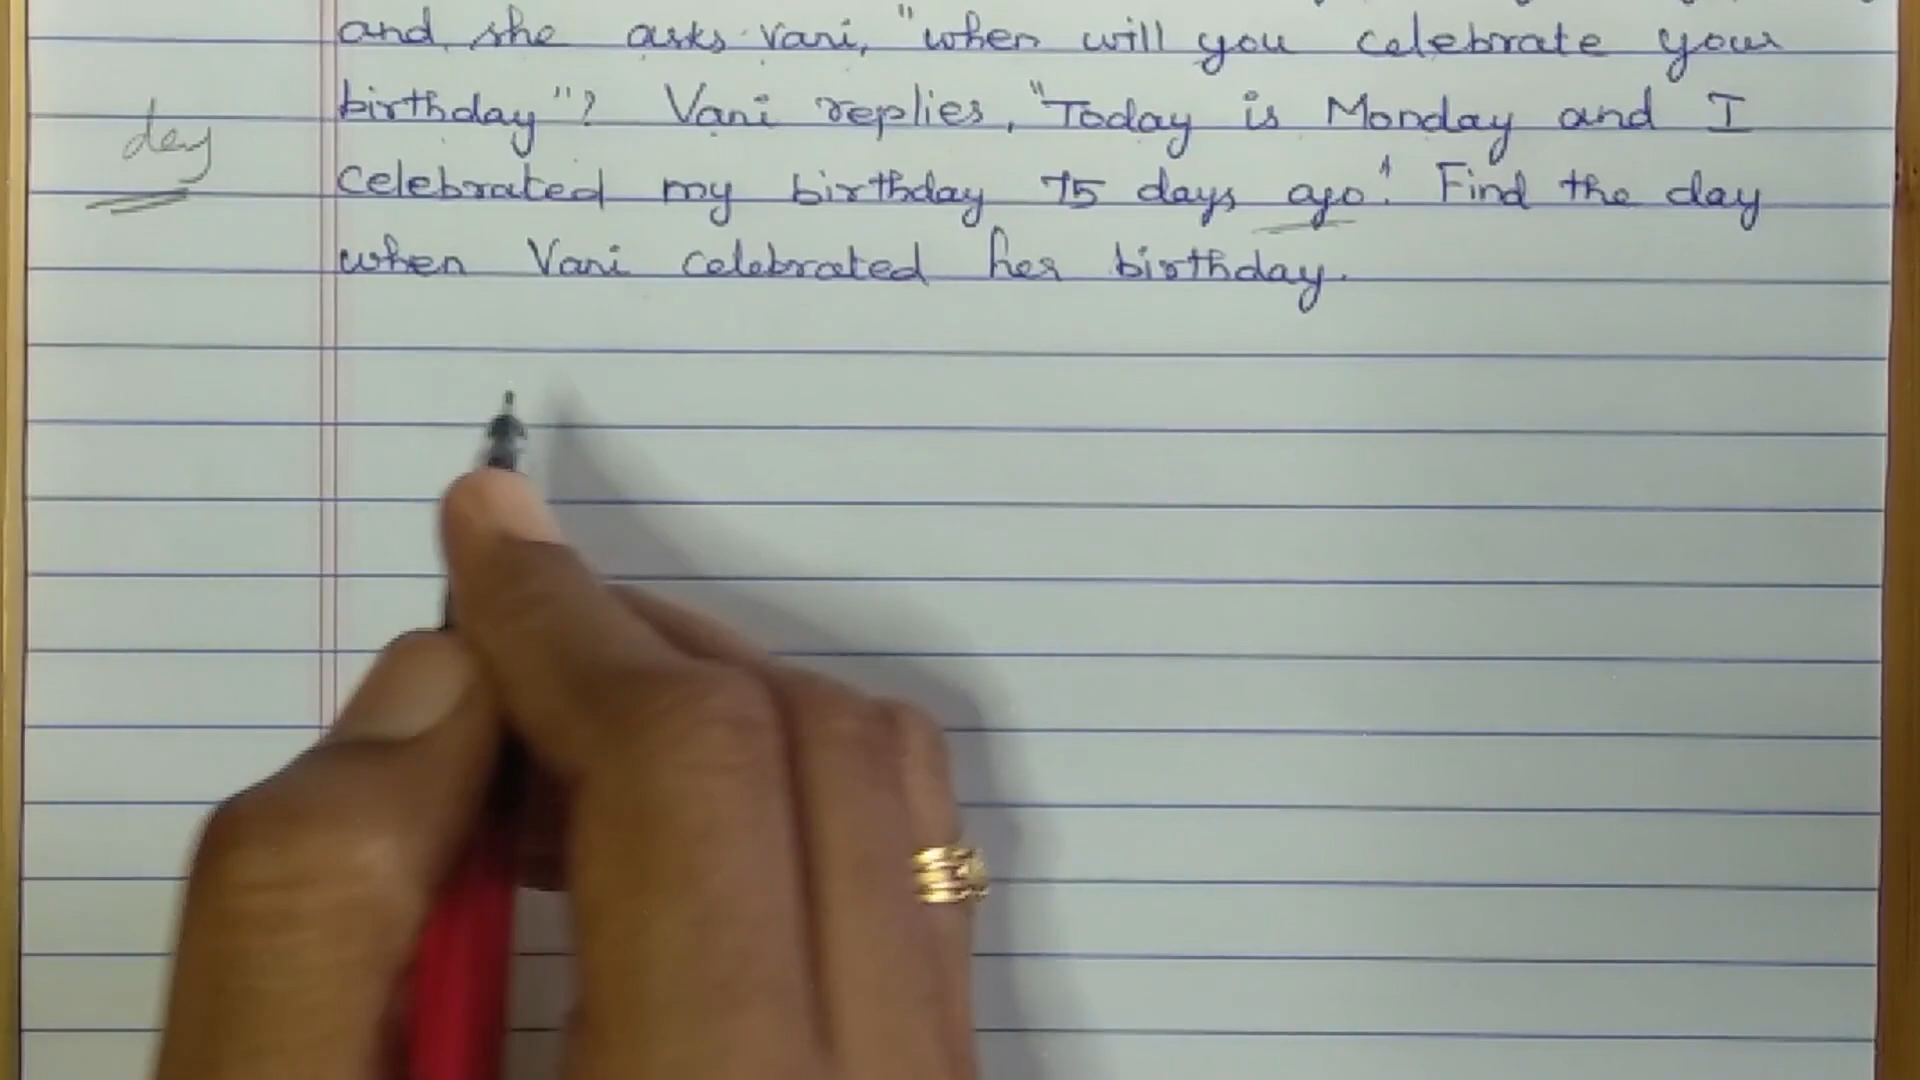 and she asks vani, "when will you celebrate your
birthday"? Vani replies, "Today is Monday and I
day
celebrated my birthday 75 days ago". Find the day
when Vani celebrated her birthday.